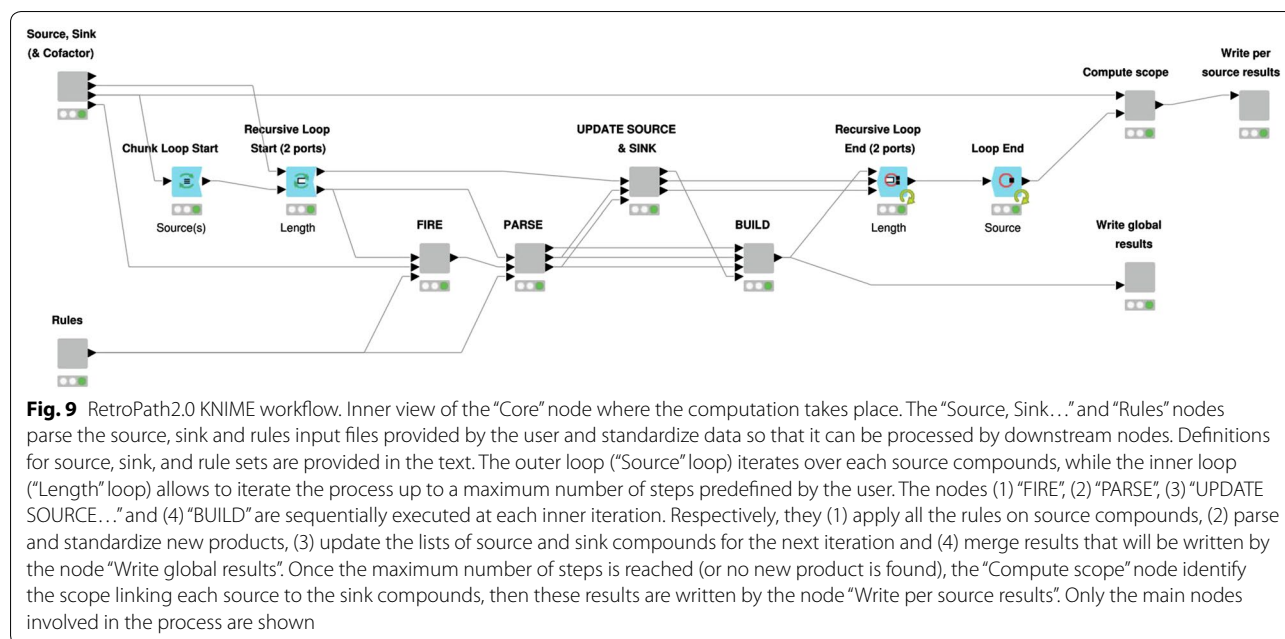 Source, Sink
(& Cofactor)
Write per
source results
Compute scope
Chunk Loop Start
Recursive Loop
Start (2 ports)
UPDATE SOURCE
& SINK
Recursive Loop
End (2 ports)
Loop End
Source(s)
Length
FIRE
PARSE
BUILD
Length
Source
Write global
results
Rules
Fig. 9 RetroPath2.0 KNIME workflow. Inner view of the “Core” node where the computation takes place. The “Source, Sink…” and “Rules” nodes
parse the source, sink and rules input files provided by the user and standardize data so that it can be processed by downstream nodes. Definitions
for source, sink, and rule sets are provided in the text. The outer loop (“Source” loop) iterates over each source compounds, while the inner loop
(“Length” loop) allows to iterate the process up to a maximum number of steps predefined by the user. The nodes (1) “FIRE”, (2) “PARSE”, (3) “UPDATE
SOURCE…” and (4) “BUILD” are sequentially executed at each inner iteration. Respectively, they (1) apply all the rules on source compounds, (2) parse
and standardize new products, (3) update the lists of source and sink compounds for the next iteration and (4) merge results that will be written by
the node “Write global results”. Once the maximum number of steps is reached (or no new product is found), the “Compute scope” node identify
the scope linking each source to the sink compounds, then these results are written by the node “Write per source results”. Only the main nodes
involved in the process are shown